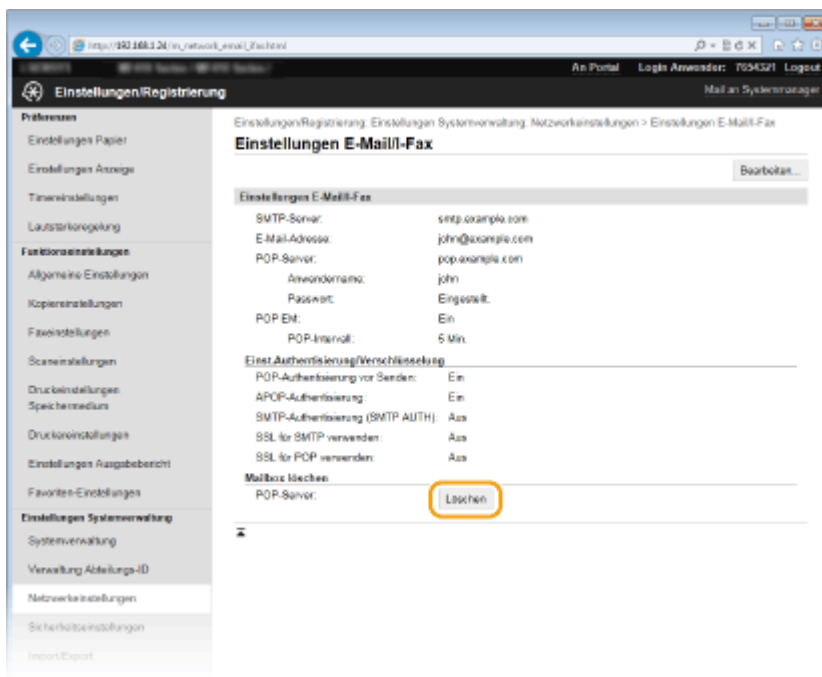 http://192.168.1.24/m_network_email_ifax.html
An Portal Login Anwender: 7654321 Logout
Einstellungen/Registrierung
Mail an Systemmanager
Präferenzen
Einstellungen Papier
Einstellungen Anzeige
Timereinstellungen
Lautstärkeregelung
Funktionseinstellungen
Allgemeine Einstellungen
Kopiereinstellungen
Faxeinstellungen
Scaneinstellungen
Druckeinstellungen
Speichermedium
Druckereinstellungen
Einstellungen Ausgabebericht
Favoriten-Einstellungen
Einstellungen Systemverwaltung
Systemverwaltung
Verwaltung Abteilungs-ID
Netzwerkeinstellungen
Sicherheitseinstellungen
Import/Export
Einstellungen/Registrierung: Einstellungen Systemverwaltung: Netzwerkeinstellungen > Einstellungen E-Mail/I-Fax
Einstellungen E-Mail/I-Fax
Bearbeiten...
Einstellungen E-Mail/I-Fax
SMTP-Server: smtp.example.com
E-Mail-Adresse: john@example.com
POP-Server: pop.example.com
Anwendername: john
Passwort: Eingestellt.
POP EM: Ein
POP-Intervall: 5 Min.
Einst.Authentisierung/Verschlüsselung
POP-Authentisierung vor Senden: Ein
APOP-Authentisierung: Ein
SMTP-Authentisierung (SMTP AUTH): Aus
SSL für SMTP verwenden: Aus
SSL für POP verwenden: Aus
Mailbox löschen
POP-Server: Löschen